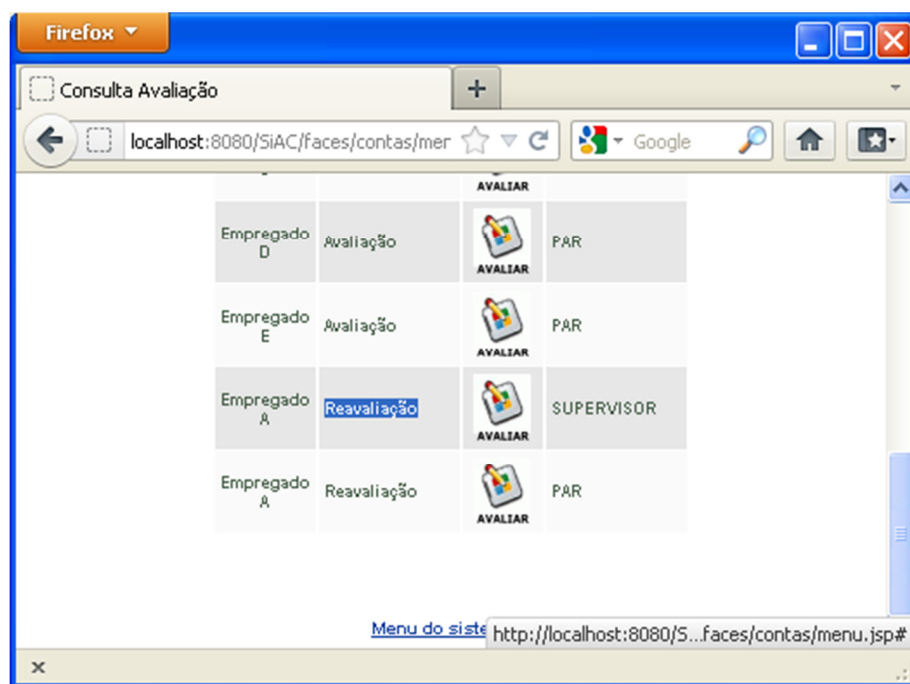 Firefox
Consulta Avaliação
localhost:8080/SiAC/faces/contas/mer
Google
AVALIAR
Empregado D
Avaliação
AVALIAR
PAR
Empregado E
Avaliação
AVALIAR
PAR
Empregado A
Reavaliação
AVALIAR
SUPERVISOR
Empregado A
Reavaliação
AVALIAR
PAR
Menu do siste
http://localhost:8080/S...faces/contas/menu.jsp#